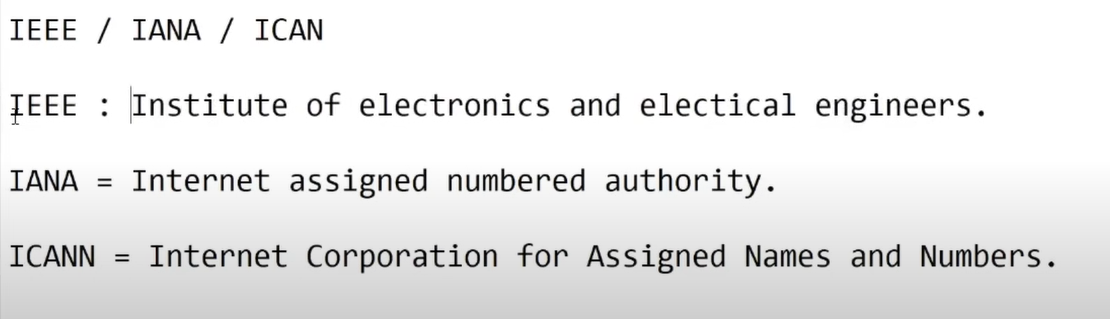 IEEE / IANA / ICAN
IEEE : Institute of electronics and electical engineers.
IANA = Internet assigned numbered authority.
ICANN = Internet Corporation for Assigned Names and Numbers.